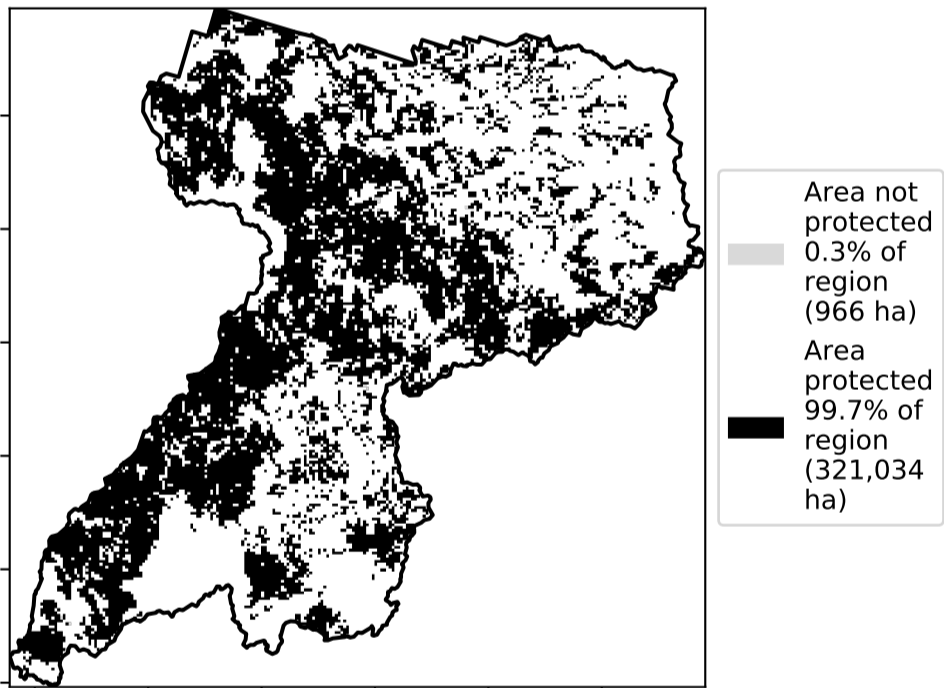 Area not
protected
0.3% of
region
(966 ha)
Area
protected
99.7% of
region
(321,034
ha)